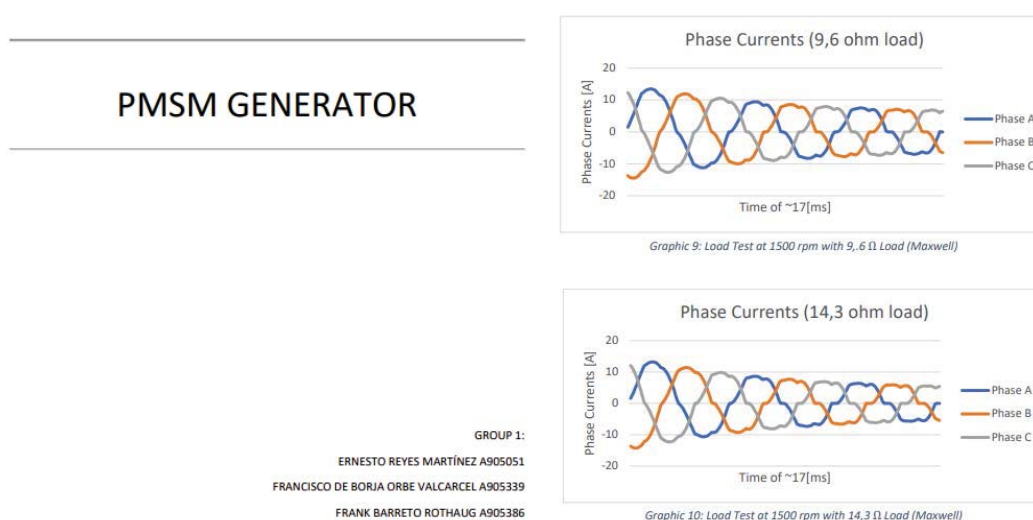 PMSM GENERATOR
GROUP 1:
ERNESTO REYES MARTÍNEZ A905051
FRANCISCO DE BORJA ORBE VALCARCEL A905339
FRANK BARRETO ROTHAUG A905386
Phase Currents (9,6 ohm load)
Phase Currents [A]
20
10
0
-10
-20
Time of ~17[ms]
Phase A
Phase B
Phase C
Graphic 9: Load Test at 1500 rpm with 9,.6 Ω Load (Maxwell)
Phase Currents (14,3 ohm load)
Phase Currents [A]
20
10
0
-10
-20
Time of ~17[ms]
Phase A
Phase B
Phase C
Graphic 10: Load Test at 1500 rpm with 14,3 Ω Load (Maxwell)